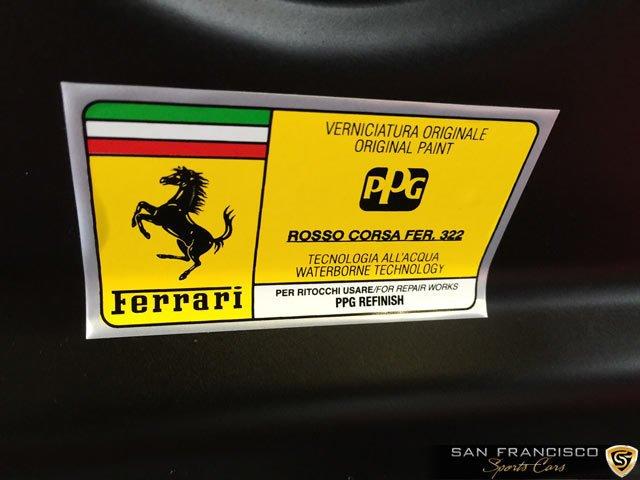 Ferrari
VERNICIATURA ORIGINALE
ORIGINAL PAINT
PPG
ROSSO CORSA FER. 322
TECNOLOGIA ALL'ACQUA
WATERBORNE TECHNOLOGY
PER RITOCCHI USARE/FOR REPAIR WORKS
PPG REFINISH
SAN FRANCISCO
Sports Cars